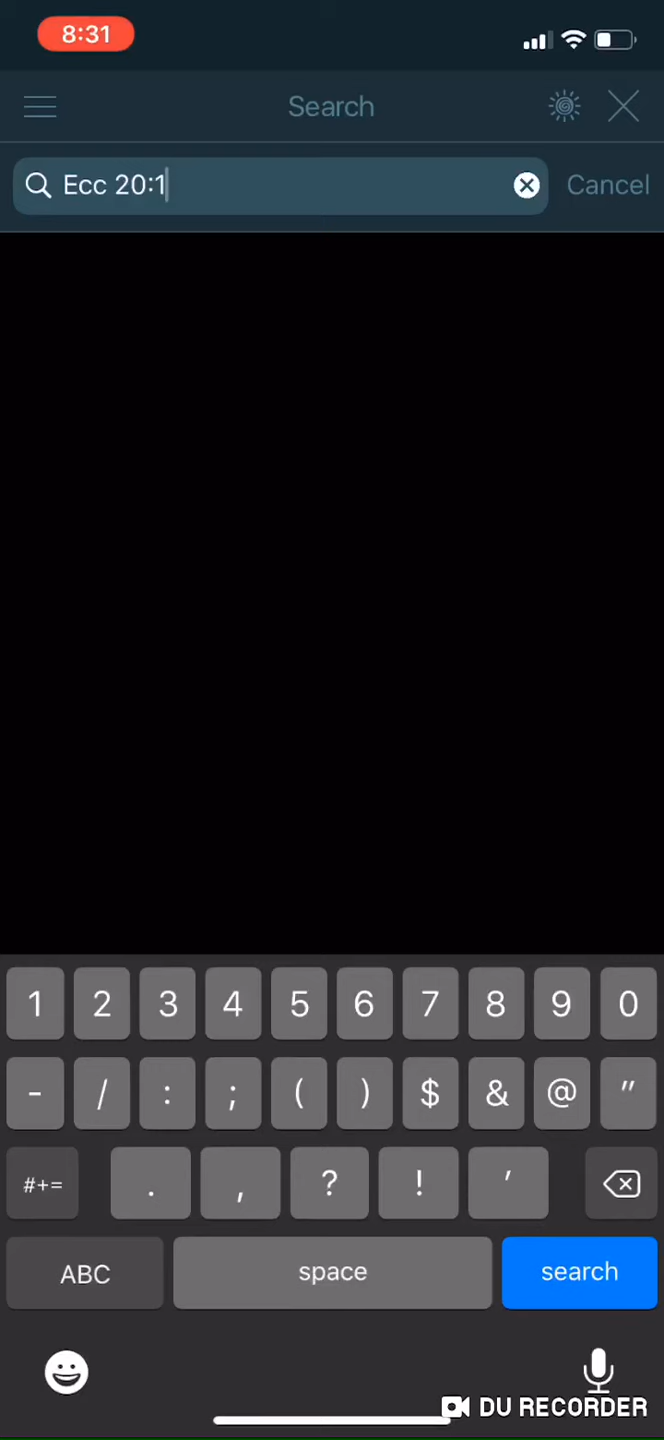 8:31
Search
Ecc 20:1
Cancel
1 2 3 4 5 6 7 8 9 0
- / : ; ( ) $ & @ "
#+= . , ? ! '
ABC space search
DU RECORDER